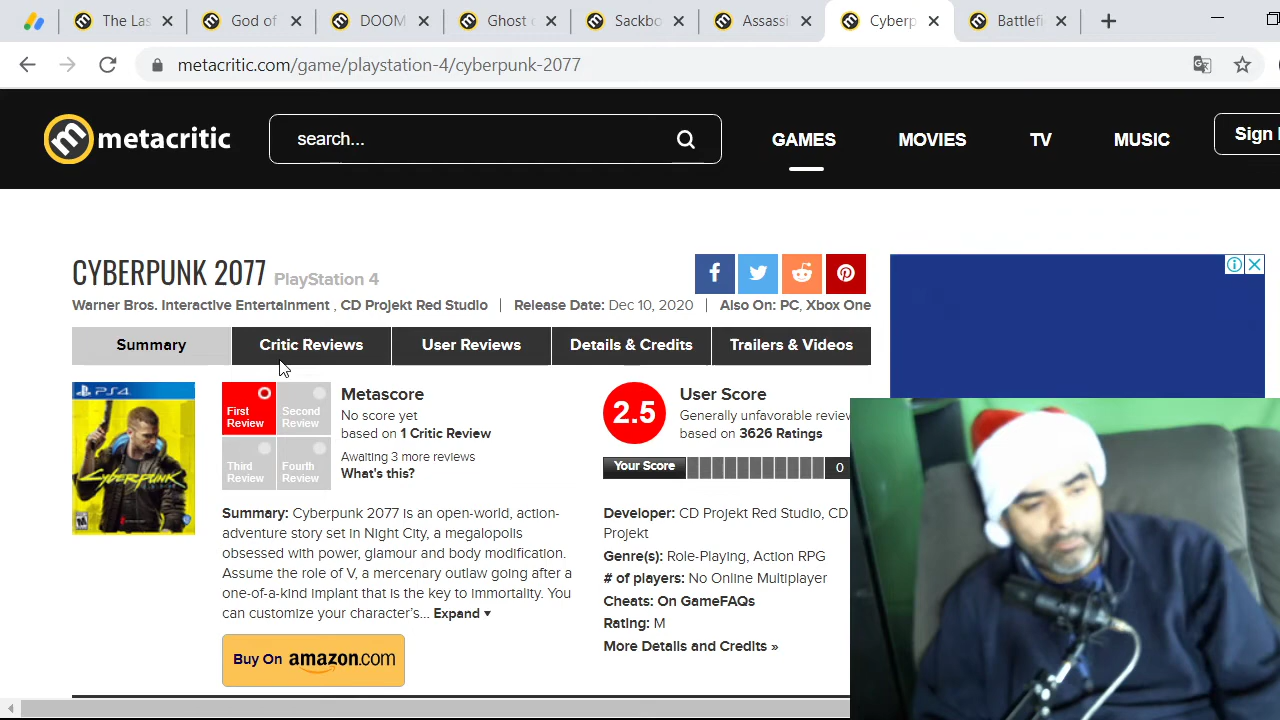 The Las
God of
DOOM
Ghost o
Sackbo
Assassi
Cyberp
Battlefi
metacritic.com/game/playstation-4/cyberpunk-2077
metacritic
search...
GAMES
MOVIES
TV
MUSIC
Sign I
CYBERPUNK 2077 PlayStation 4
Warner Bros. Interactive Entertainment , CD Projekt Red Studio | Release Date: Dec 10, 2020 | Also On: PC, Xbox One
Summary
Critic Reviews
User Reviews
Details & Credits
Trailers & Videos
PS4
CYBERPUNK
First
Review
Second
Review
Third
Review
Fourth
Review
Metascore
No score yet
based on 1 Critic Review
Awaiting 3 more reviews
What's this?
2.5
User Score
Generally unfavorable review
based on 3626 Ratings
Your Score
0
Summary: Cyberpunk 2077 is an open-world, action-
adventure story set in Night City, a megalopolis
obsessed with power, glamour and body modification.
Assume the role of V, a mercenary outlaw going after a
one-of-a-kind implant that is the key to immortality. You
can customize your character's... Expand
Buy On amazon.com
Developer: CD Projekt Red Studio, CD
Projekt
Genre(s): Role-Playing, Action RPG
# of players: No Online Multiplayer
Cheats: On GameFAQs
Rating: M
More Details and Credits »